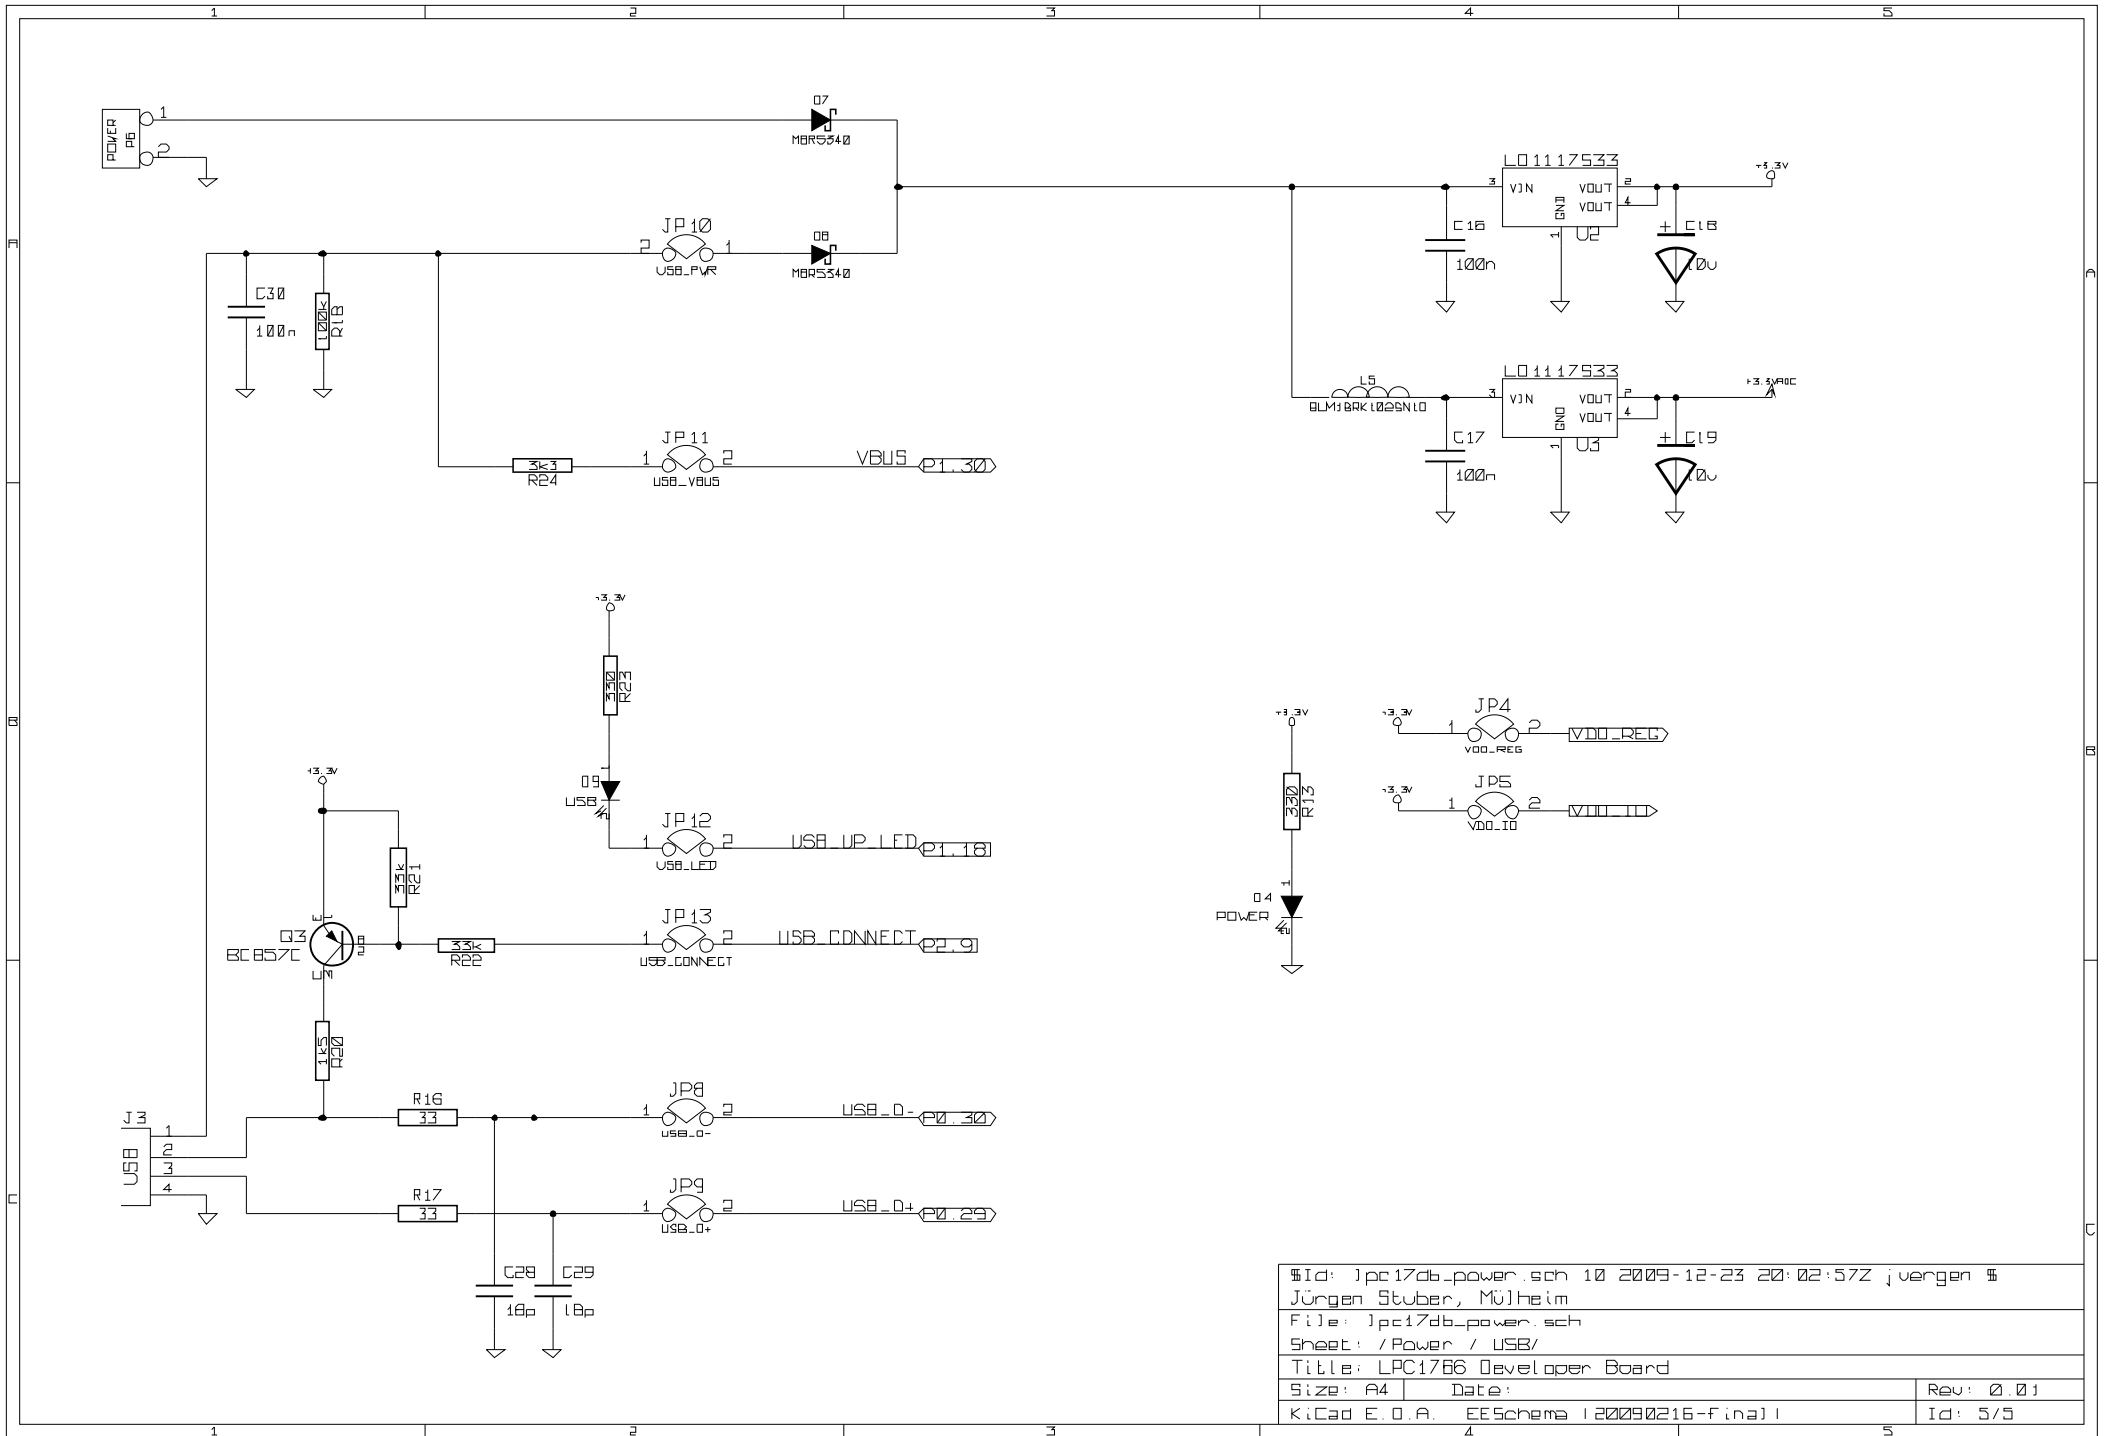 1 2 3 4 5
A
B
C
POWER
P6
1
2
D7
MBRS340
JP10
2 1
USB_PWR
D8
MBRS340
C30
100n
100k
R18
3k3
R24
JP11
1 2
USB_VBUS
VBUS
P1.30
LD1117S33
3 VIN
VOUT 2
VOUT 4
GND
1
U2
+3.3V
C16
100n
+ C18
10u
L5
BLM18RK102SN1D
LD1117S33
3 VIN
VOUT 2
VOUT 4
GND
1
U3
+3.3VADC
C17
100n
+ C19
10u
+3.3V
330
R23
1
D9
USB
2
JP12
1 2
USB_LED
USB_UP_LED
P1.18
+3.3V
33k
R21
Q3
BC857C
33k
R22
JP13
1 2
USB_CONNECT
USB_CONNECT
P2.9
1k5
R20
J3
USB
1
2
3
4
R16
33
JP8
1 2
USB_D-
USB_D-
P0.30
R17
33
JP9
1 2
USB_D+
USB_D+
P0.29
C28
18p
C29
18p
+3.3V
330
R13
1
D4
POWER
2
+3.3V
JP4
1 2
VDD_REG
VDD_REG
+3.3V
JP5
1 2
VDD_IO
VDD_IO
A
B
C
$Id: lpc17db_power.sch 10 2009-12-23 20:02:57Z juergen $
Jürgen Stuber, Mülheim
File: lpc17db_power.sch
Sheet: /Power / USB/
Title: LPC1766 Developer Board
Size: A4 Date: Rev: 0.01
KiCad E.D.A. EESchema (20090216-final) Id: 5/5
1 2 3 4 5